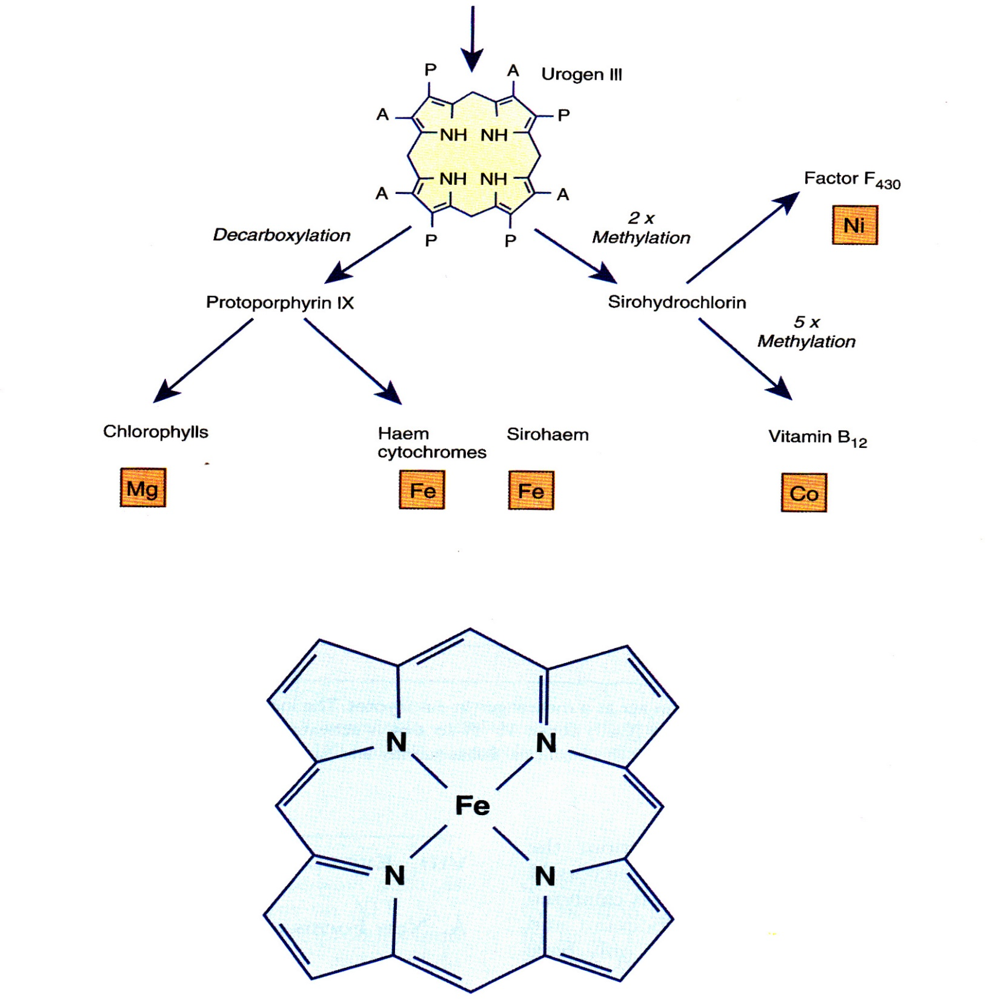 P
A
Urogen III
A
P
NH NH
NH NH
A
A
P
P
Decarboxylation
2 x
Methylation
Factor F430
Ni
Protoporphyrin IX
Sirohydrochlorin
5 x
Methylation
Chlorophylls
Haem
cytochromes
Sirohaem
Vitamin B12
Mg
Fe
Fe
Co
N
N
Fe
N
N